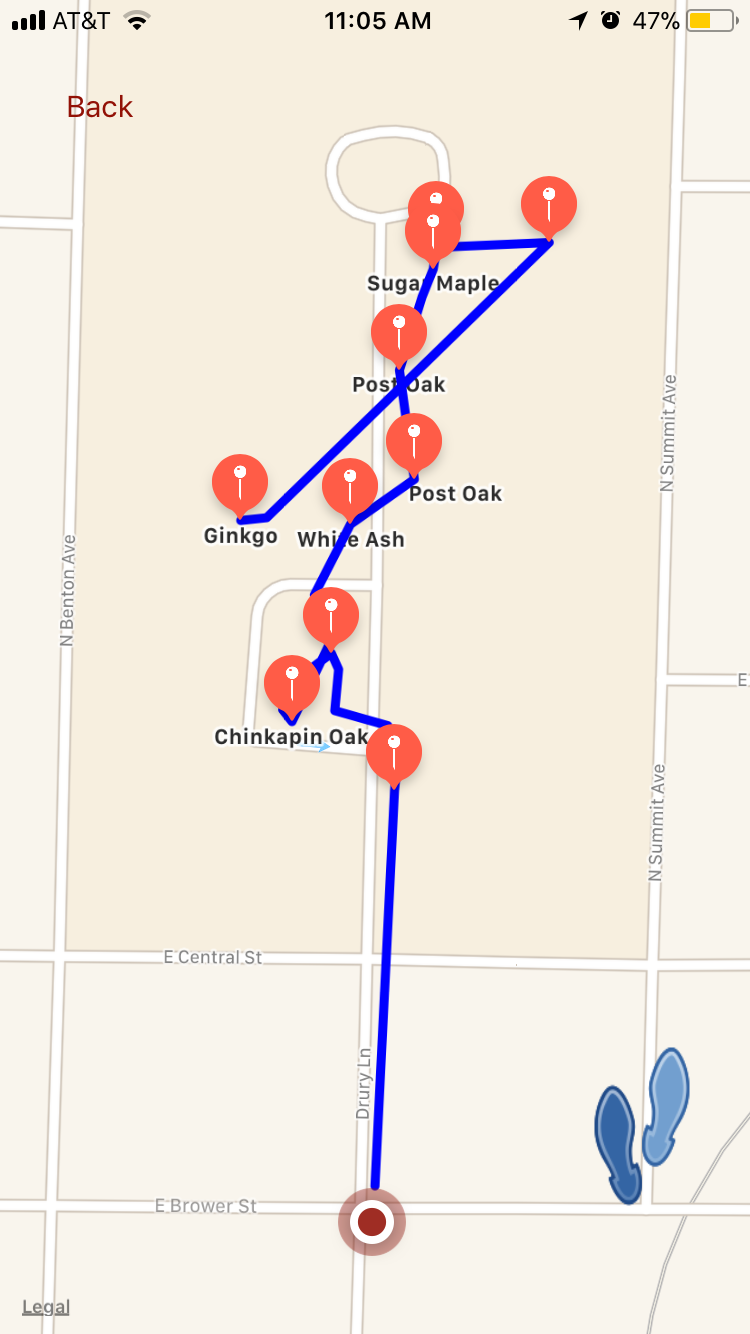 AT&T 11:05 AM 47%
Back
Sugar Maple
Post Oak
N Summit Ave
Post Oak
Ginkgo
White Ash
N Benton Ave
E
Chinkapin Oak
N Summit Ave
E Central St
Drury Ln
E Brower St
Legal